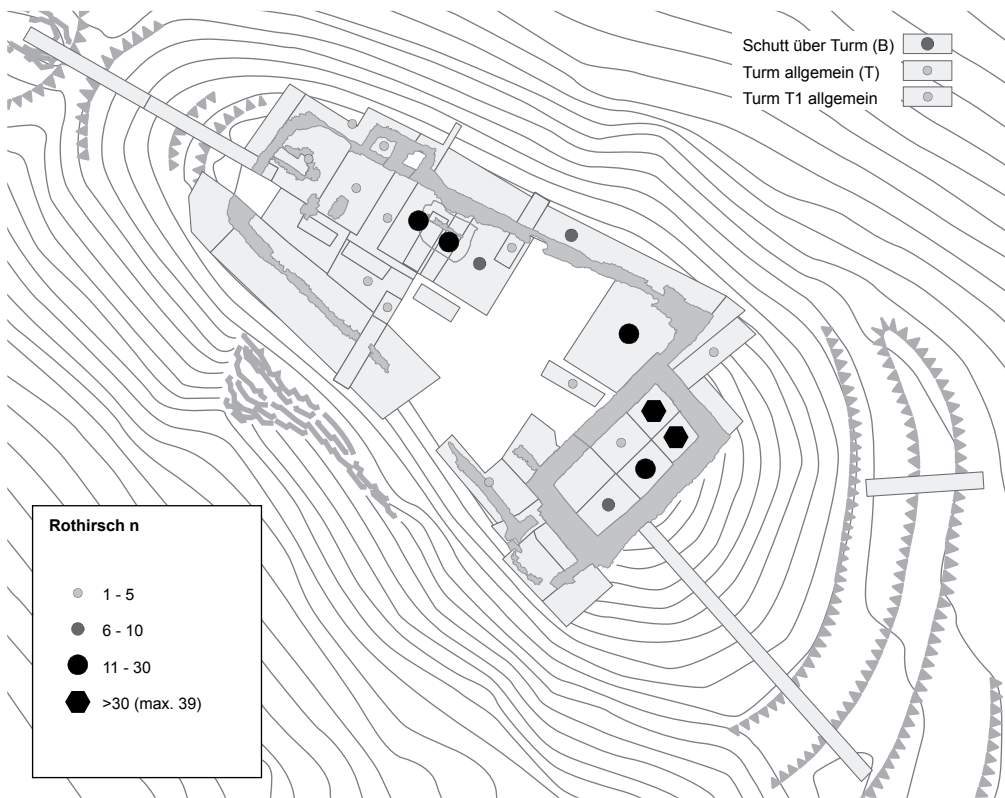 Schutt über Turm (B)
Turm allgemein (T)
Turm T1 allgemein
Rothirsch n
1 - 5
6 - 10
11 - 30
>30 (max. 39)